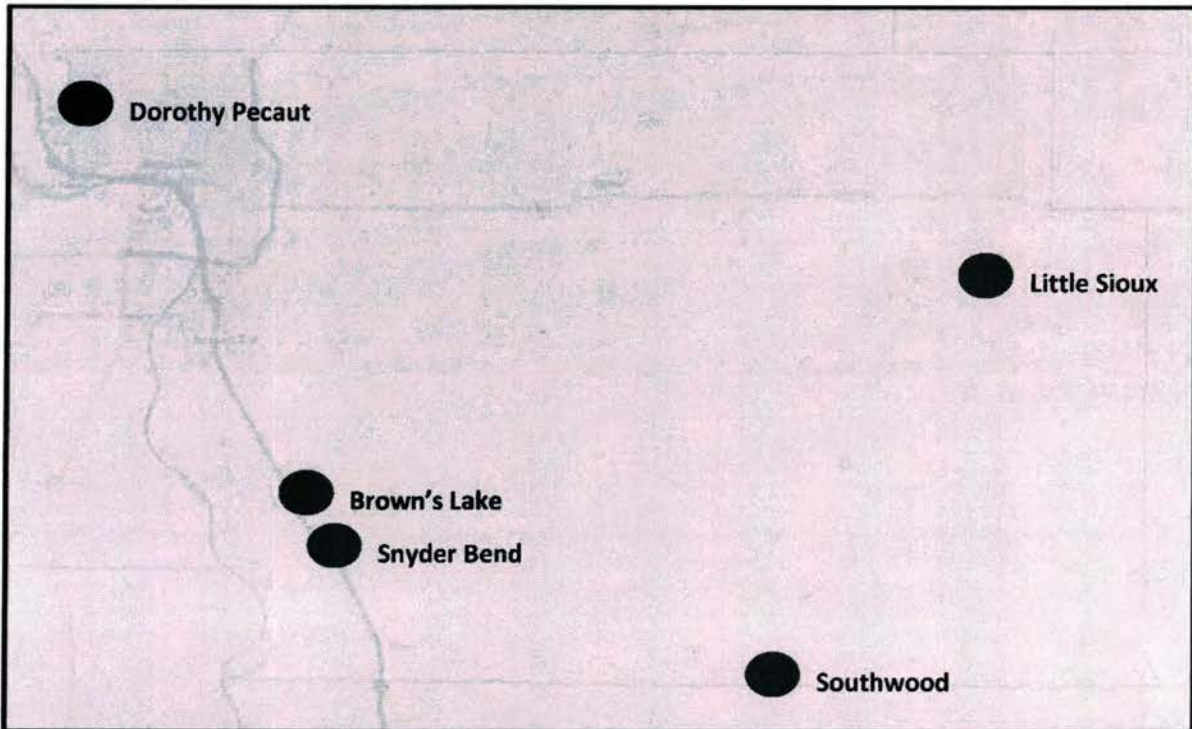 Dorothy Pecaut
Little Sioux
Brown's Lake
Snyder Bend
Southwood